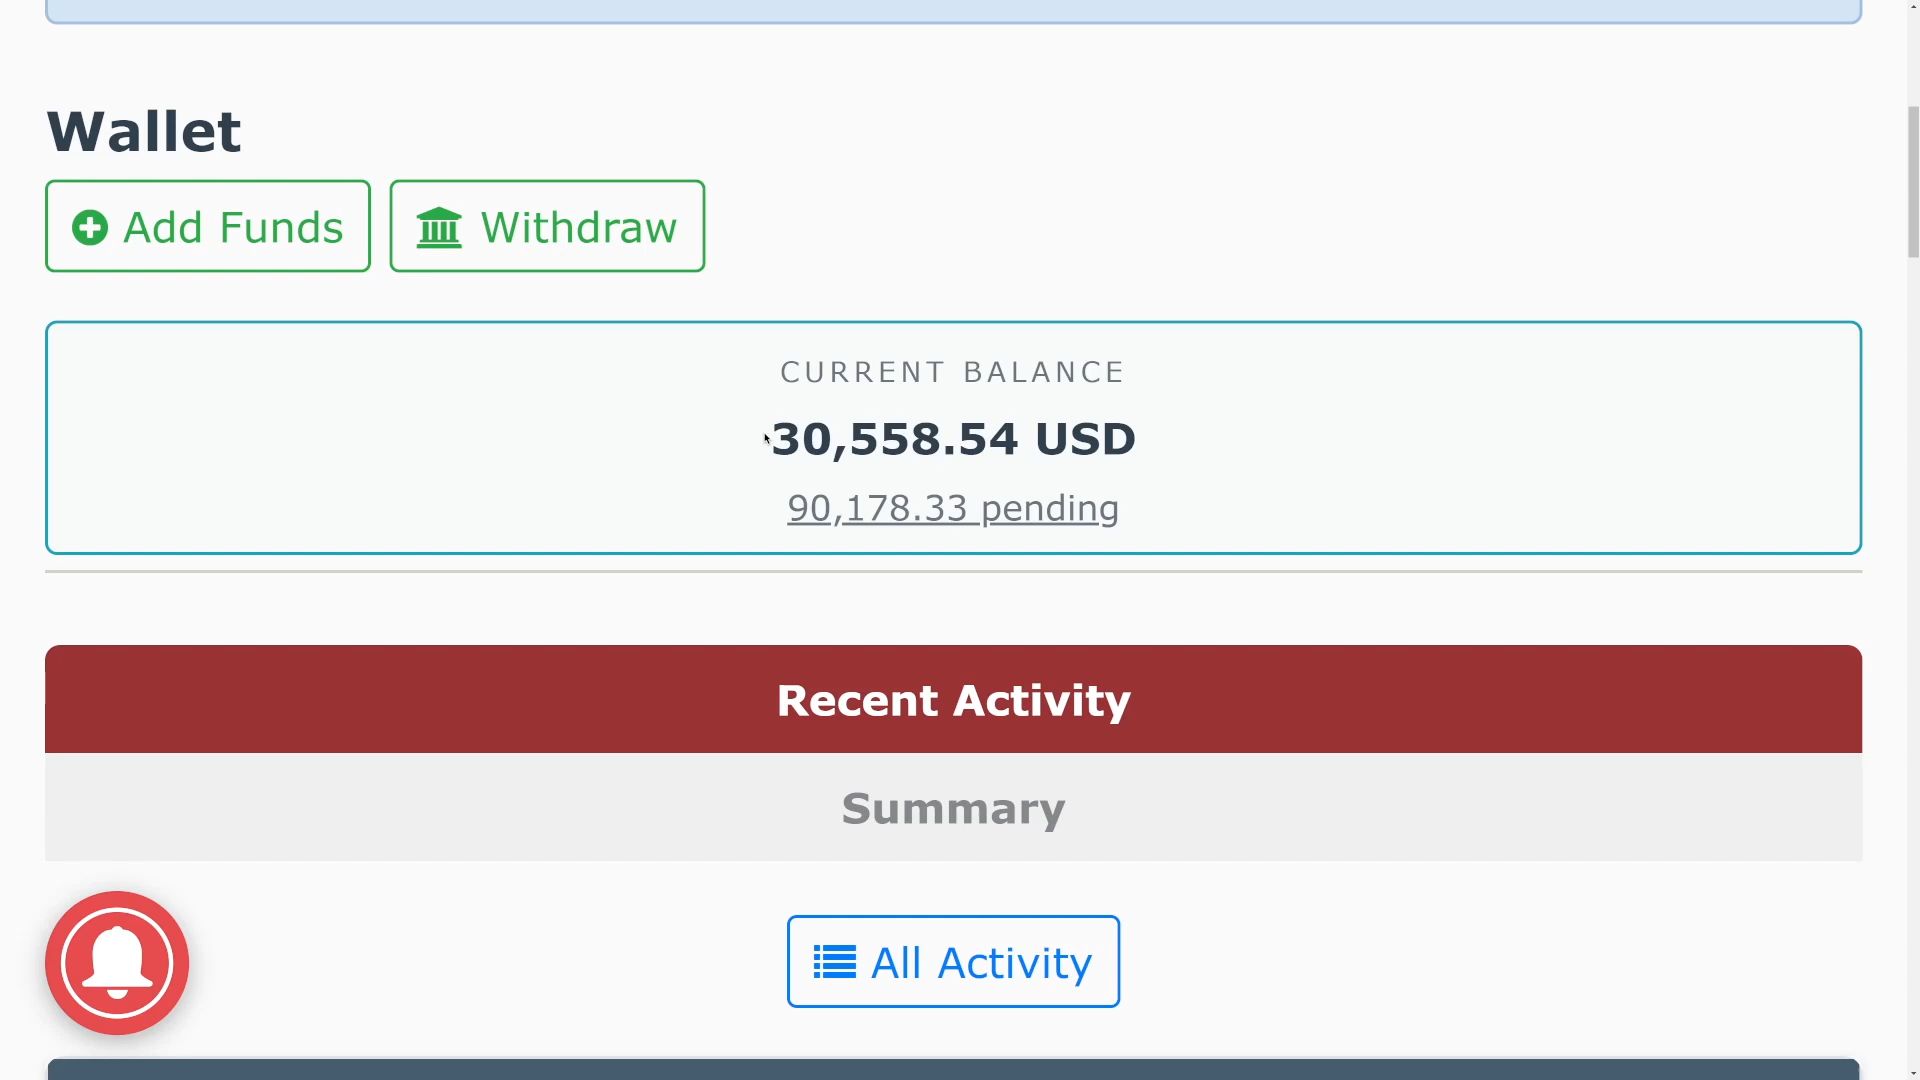 Wallet
Add Funds
Withdraw
CURRENT BALANCE
30,558.54 USD
90,178.33 pending
Recent Activity
Summary
All Activity